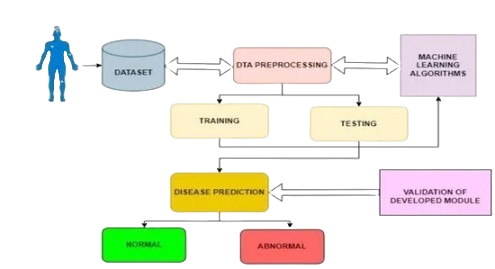 DATASET
DTA PREPROCESSING
MACHINE
LEARNING
ALGORITHMS
TRAINING
TESTING
DISEASE PREDICTION
VALIDATION OF
DEVELOPED MODULE
NORMAL
ABNORMAL